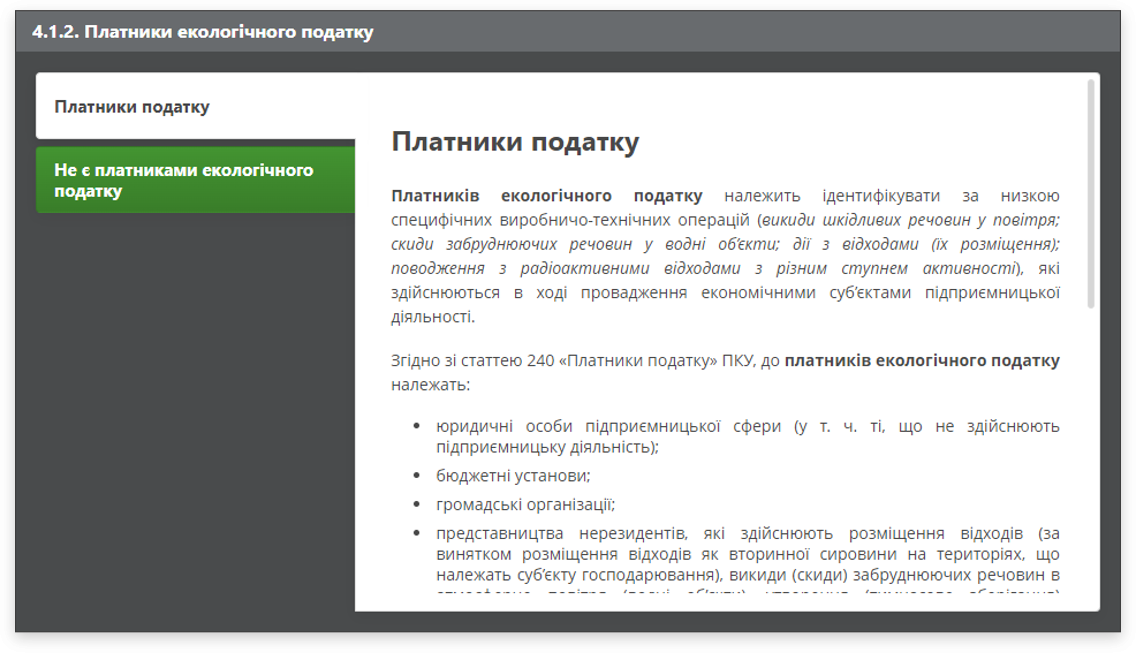 4.1.2. Платники екологічного податку
Платники податку
Не є платниками екологічного
податку
Платники податку
Платників екологічного податку належить ідентифікувати за низкою
специфічних виробничо-технічних операцій (викиди шкідливих речовин у повітря;
скиди забруднюючих речовин у водні об’єкти; дії з відходами (їх розміщення);
поводження з радіоактивними відходами з різним ступнем активності), які
здійснюються в ході провадження економічними суб’єктами підприємницької
діяльності.
Згідно зі статтею 240 «Платники податку» ПКУ, до платників екологічного податку
належать:
• юридичні особи підприємницької сфери (у т. ч. ті, що не здійснюють
підприємницьку діяльність);
• бюджетні установи;
• громадські організації;
• представництва нерезидентів, які здійснюють розміщення відходів (за
винятком розміщення відходів як вторинної сировини на територіях, що
належать суб’єкту господарювання), викиди (скиди) забруднюючих речовин в